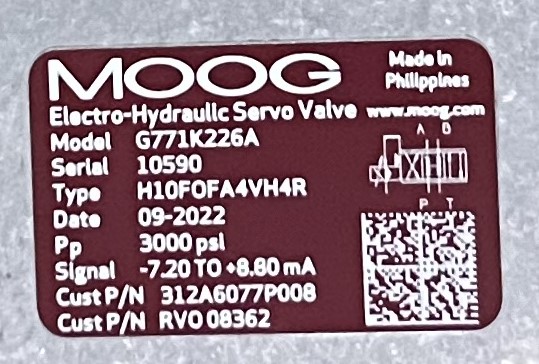 MOOG
Made in
Philippines
Electro-Hydraulic Servo Valve www.moog.com
Model G771K226A
Serial 10590
Type H10FOFA4VH4R
Date 09-2022
Pp 3000 psi
Signal -7.20 TO +8.80 mA
Cust P/N 312A6077P008
Cust P/N RVO 08362
A B
P T